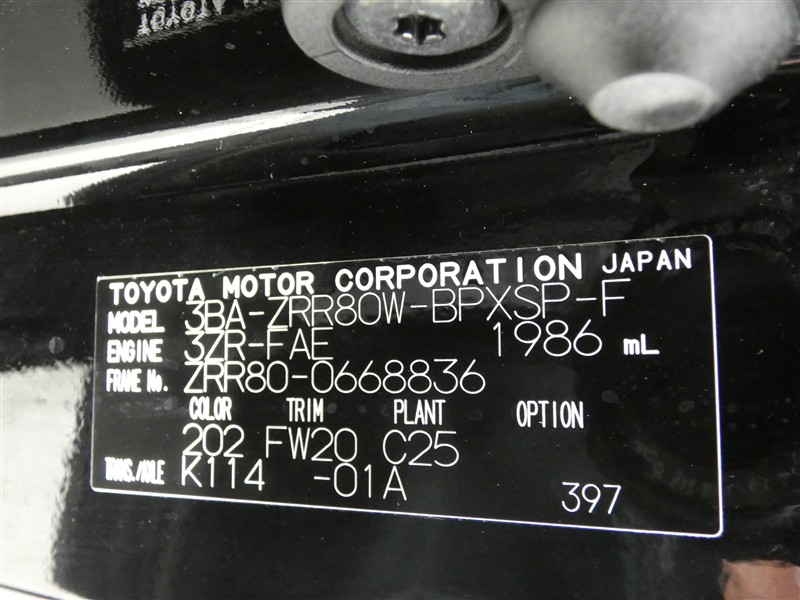 TOYOTA MOTOR CORPORATION JAPAN
MODEL 3BA-ZRR80W-BPXSP-F
ENGINE 3ZR-FAE 1986 mL
FRAME No. ZRR80-0668836
COLOR TRIM PLANT OPTION
202 FW20 C25
TRANS./AXLE K114 -01A
397